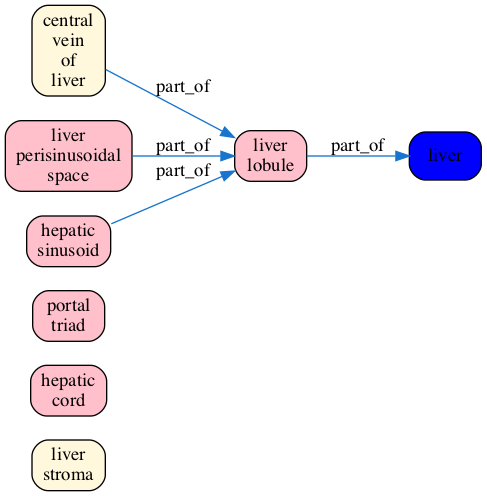 central
vein
of
liver
part_of
liver
perisinusoidal
space
part_of
part_of
liver
lobule
part_of
liver
hepatic
sinusoid
portal
triad
hepatic
cord
liver
stroma